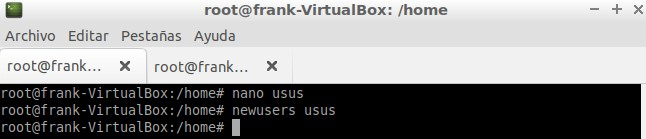 root@frank-VirtualBox: /home
Archivo Editar Pestañas Ayuda
root@frank... root@frank...
root@frank-VirtualBox:/home# nano usus
root@frank-VirtualBox:/home# newusers usus
root@frank-VirtualBox:/home#